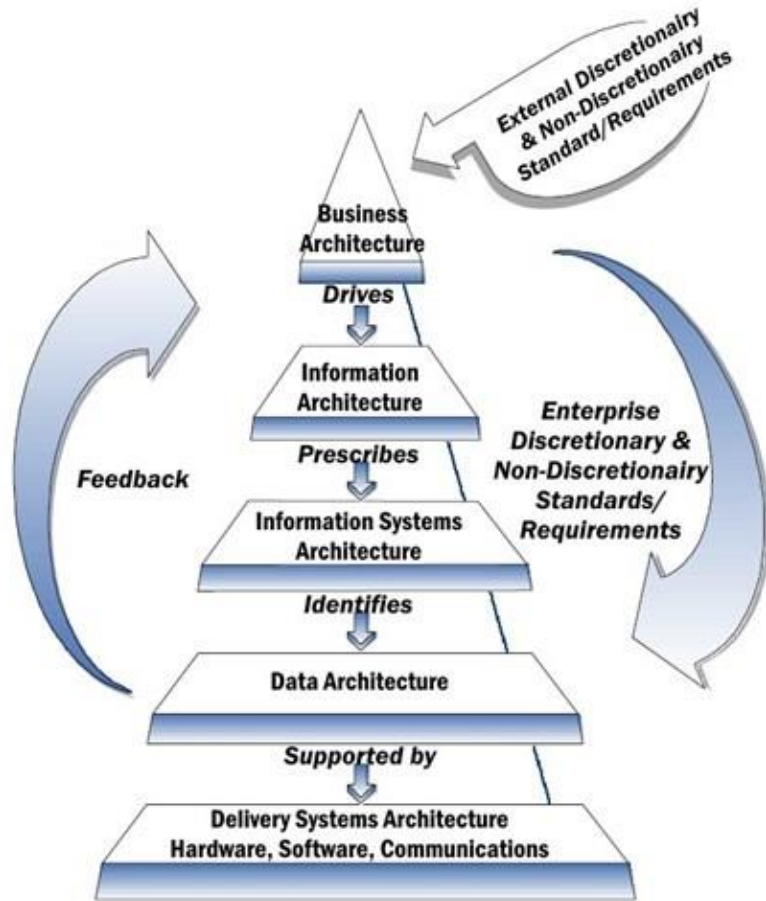 External Discretionairy
& Non-Discretionairy
Standard/Requirements
Business
Architecture
Drives
Information
Architecture
Prescribes
Feedback
Enterprise
Discretionary &
Non-Discretionairy
Standards/
Requirements
Information Systems
Architecture
Identifies
Data Architecture
Supported by
Delivery Systems Architecture
Hardware, Software, Communications